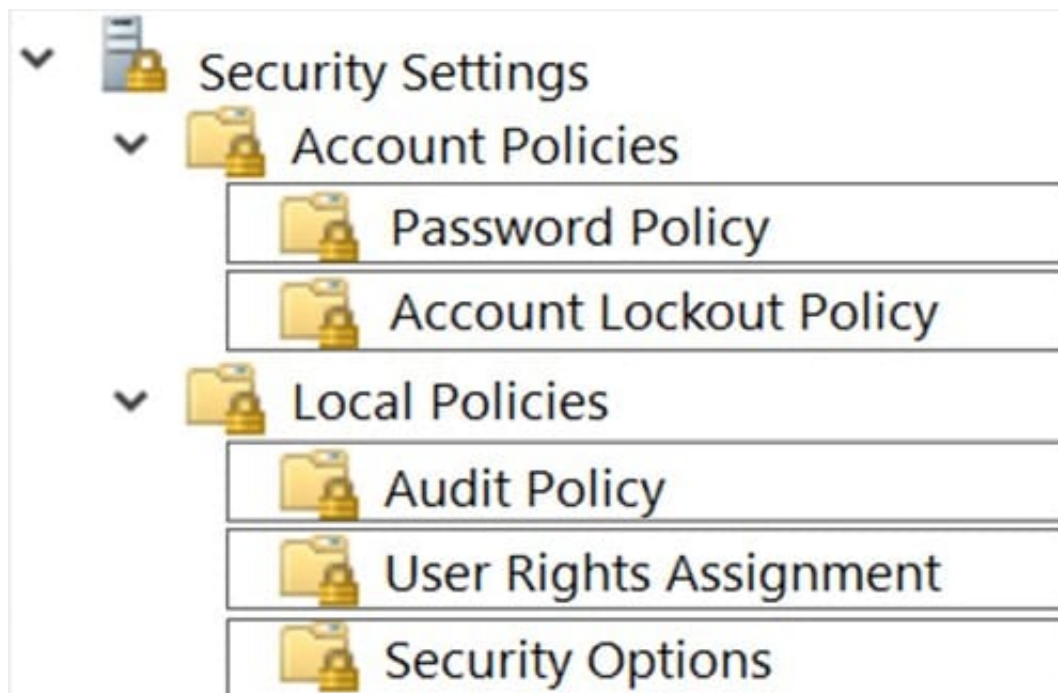 Security Settings
Account Policies
Password Policy
Account Lockout Policy
Local Policies
Audit Policy
User Rights Assignment
Security Options